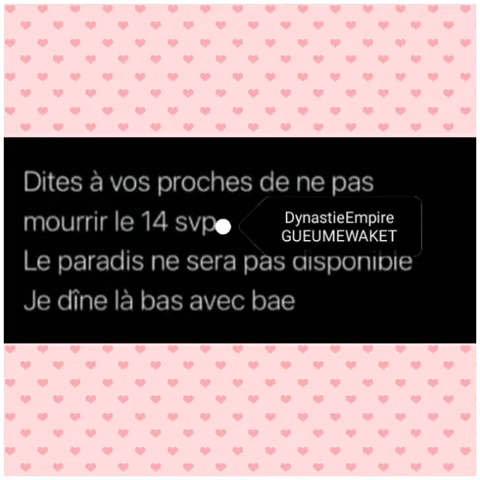 Dites à vos proches de ne pas
mourrir le 14 svp
DynastieEmpire
GUEUMEWAKET
Le paradis ne sera pas disponible
Je dîne là bas avec bae